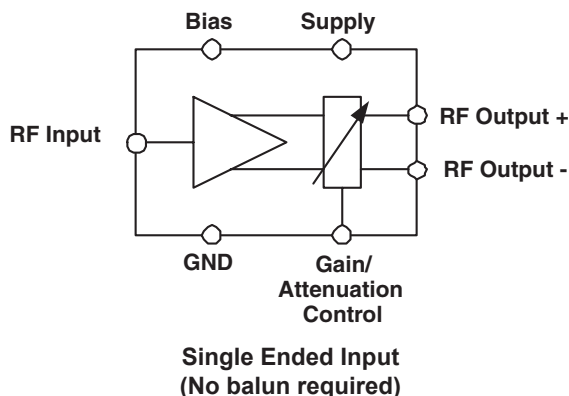 Bias
Supply
RF Input
RF Output +
RF Output -
GND
Gain/
Attenuation
Control
Single Ended Input
(No balun required)